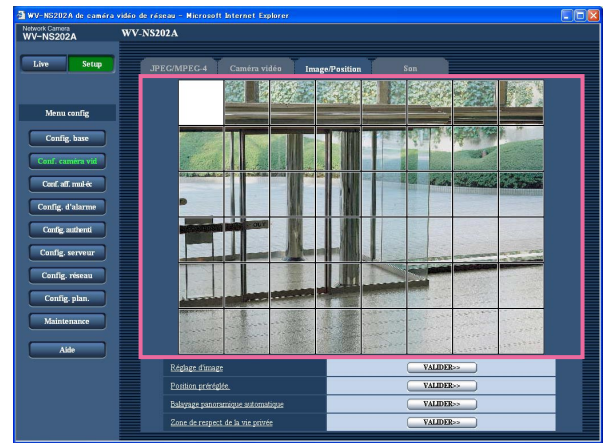 WV-NS202A de caméra vidéo de réseau - Microsoft Internet Explorer
Network Camera
WV-NS202A
WV-NS202A
Live
Setup
JPEG/MPEG-4
Caméra vidéo
Image/Position
Son
Menu config
Config. base
Conf. caméra vid
Conf. aff. mul-éc
Config. d'alarme
Config. authenti
Config. serveur
Config. réseau
Config. plan.
Maintenance
Aide
Réglage d'image
VALIDER>>
Position préréglée.
VALIDER>>
Balayage panoramique automatique
VALIDER>>
Zone de respect de la vie privée
VALIDER>>